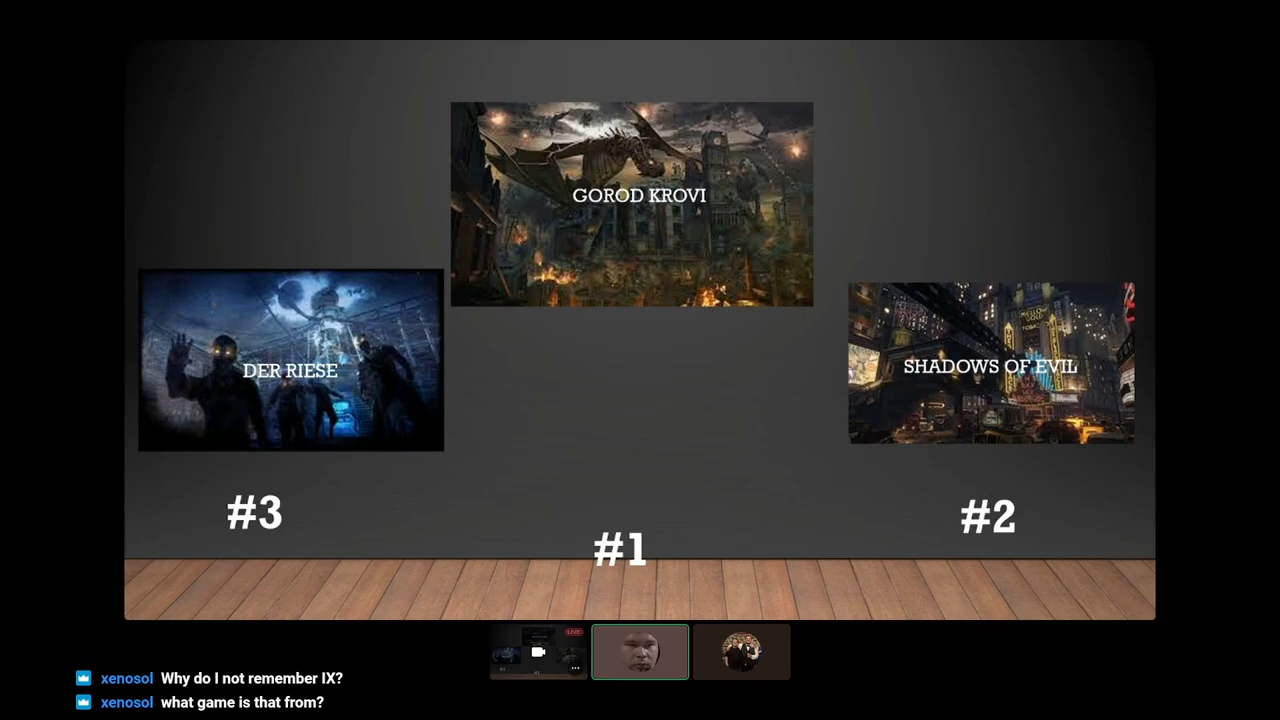 GOROD KROVI
DER RIESE
SHADOWS OF EVIL
#3
#2
#1
LIVE
xenosol Why do I not remember IX?
xenosol what game is that from?